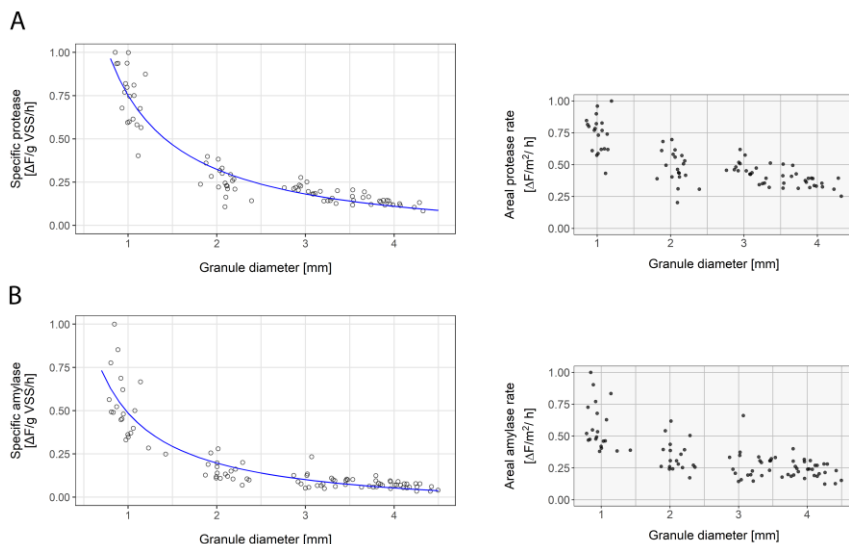 A
Specific protease
[ΔF/g VSS/h]
1.00
0.75
0.50
0.25
0.00
1
2
3
4
Granule diameter [mm]
Areal protease rate
[ΔF/m²/ h]
1.00
0.75
0.50
0.25
0.00
1
2
3
4
Granule diameter [mm]
B
Specific amylase
[ΔF/g VSS/h]
1.00
0.75
0.50
0.25
0.00
1
2
3
4
Granule diameter [mm]
Areal amylase rate
[ΔF/m²/ h]
1.00
0.75
0.50
0.25
0.00
1
2
3
4
Granule diameter [mm]